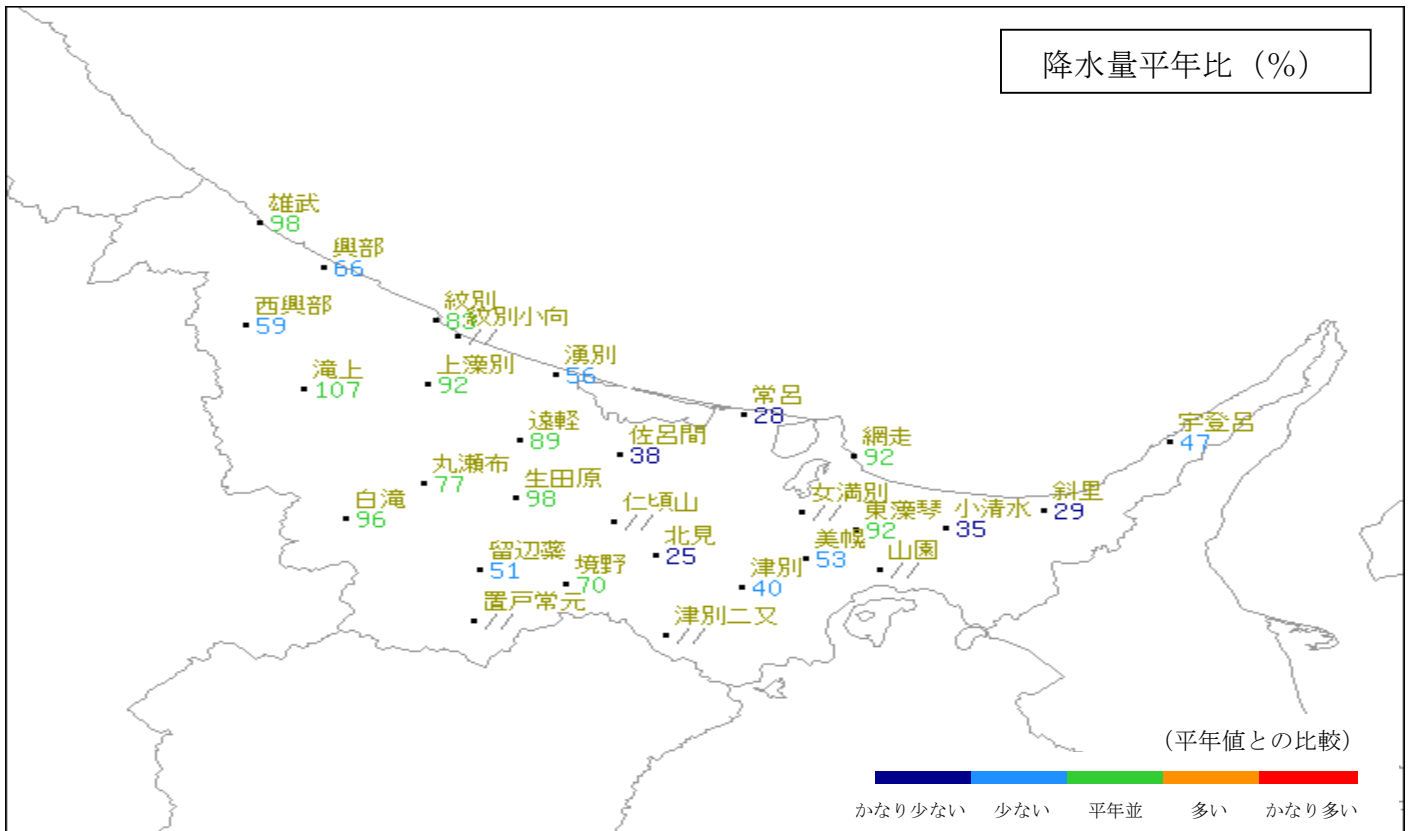 降水量平年比（％）
雄武
98
興部
66
西興部
59
紋別
83
紋別小向
//
滝上
107
上藻別
92
湧別
56
常呂
28
遠軽
89
佐呂間
38
網走
92
宇登呂
47
丸瀬布
77
生田原
98
白滝
96
仁頃山
//
女満別
//
東藻琴
92
小清水
35
斜里
29
北見
25
美幌
53
山園
//
留辺蘂
51
境野
70
津別
40
置戸常元
//
津別二又
//
（平年値との比較）
かなり少ない 少ない 平年並 多い かなり多い